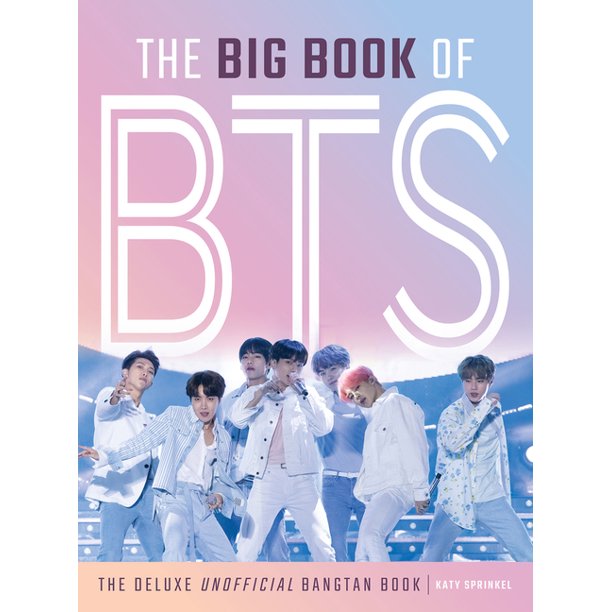 THE BIG BOOK OF
BTS
THE DELUXE UNOFFICIAL BANGTAN BOOK | KATY SPRINKEL